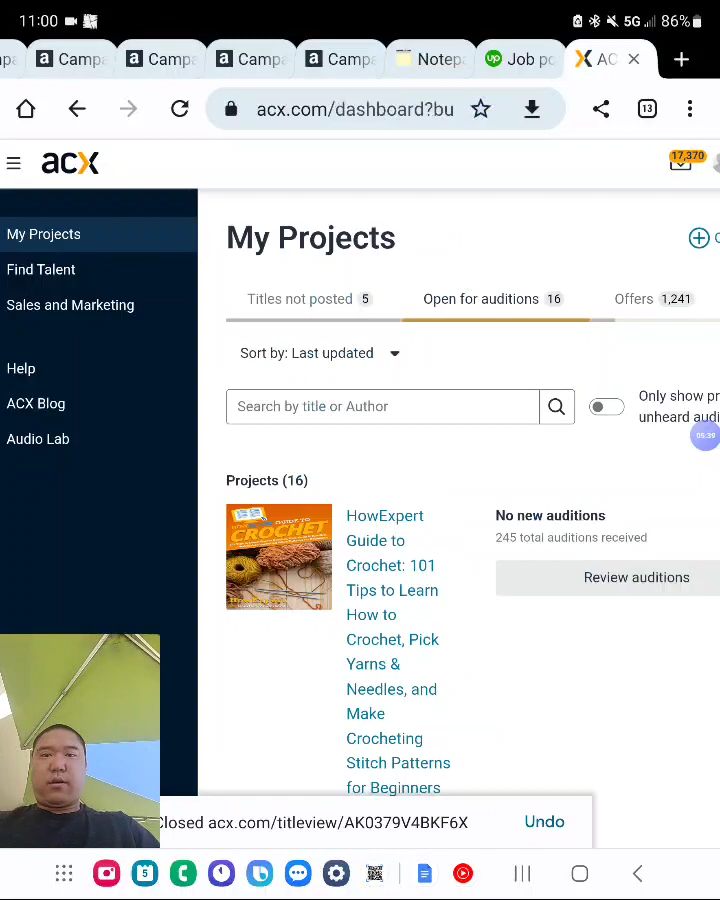 11:00
5G 86%
Campa
Campa
Campa
Campa
Notepa
Job po
AC
acx.com/dashboard?bu
13
acx
17,370
My Projects
Find Talent
Sales and Marketing
Help
ACX Blog
Audio Lab
My Projects
Titles not posted 5
Open for auditions 16
Offers 1,241
Sort by: Last updated
Search by title or Author
Only show pr
unheard audi
05:39
Projects (16)
GUIDE TO
CROCHET
HowExpert
Guide to
Crochet: 101
Tips to Learn
How to
Crochet, Pick
Yarns &
Needles, and
Make
Crocheting
Stitch Patterns
for Beginners
No new auditions
245 total auditions received
Review auditions
Closed acx.com/titleview/AK0379V4BKF6X
Undo
5